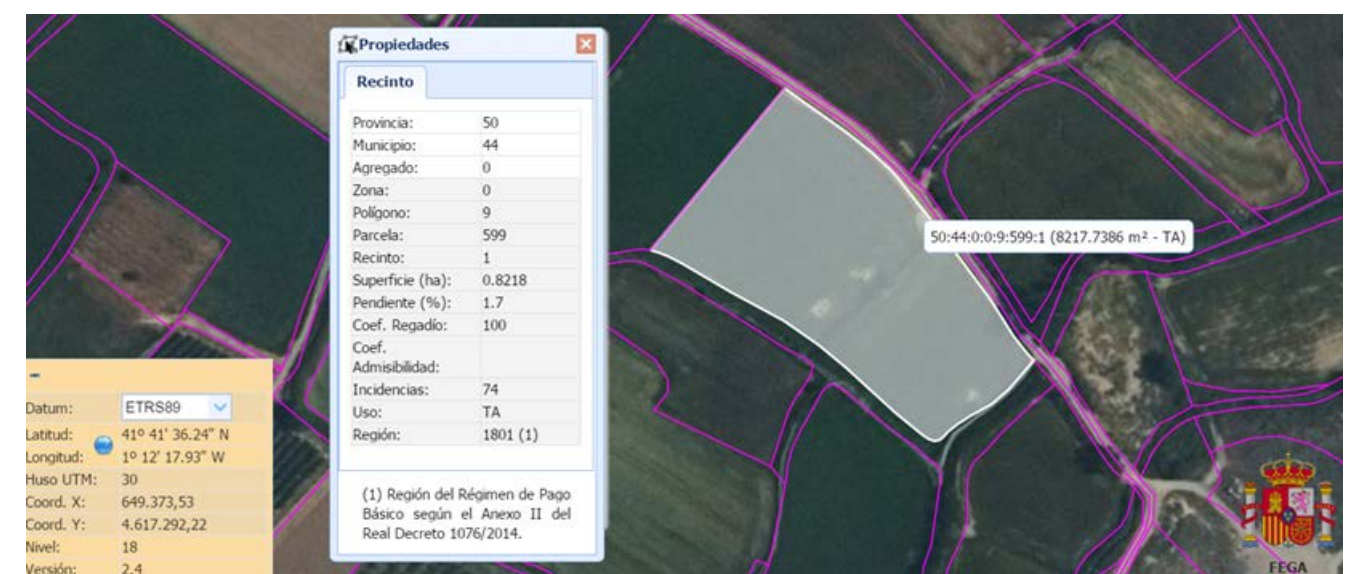 Propiedades
Recinto
Provincia: 50
Municipio: 44
Agregado: 0
Zona: 0
Polígono: 9
Parcela: 599
Recinto: 1
Superficie (ha): 0.8218
Pendiente (%): 1.7
Coef. Regadío: 100
Coef.
Admisibilidad:
Incidencias: 74
Uso: TA
Región: 1801 (1)
(1) Región del Régimen de Pago
Básico según el Anexo II del
Real Decreto 1076/2014.
50:44:0:0:9:599:1 (8217.7386 m² - TA)
Datum: ETRS89
Latitud: 41º 41' 36.24" N
Longitud: 1º 12' 17.93" W
Huso UTM: 30
Coord. X: 649.373,53
Coord. Y: 4.617.292,22
Nivel: 18
Versión: 2.4
FEGA